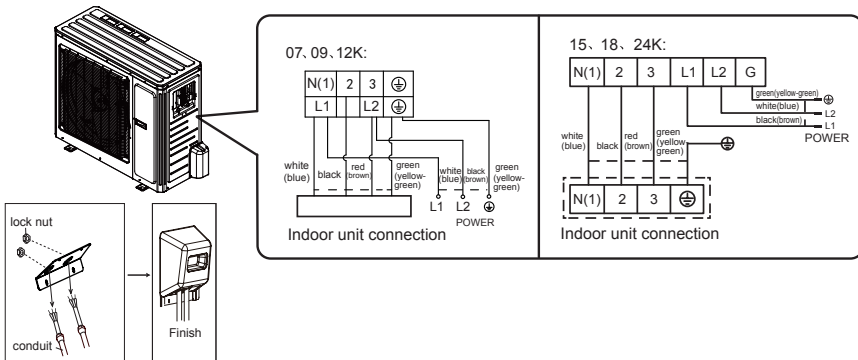 07、09、12K:
N(1) 2 3
L1 L2
white
(blue)
black
red
(brown)
green
(yellow-
green)
white
(blue)
black
(brown)
green
(yellow-
green)
L1 L2
POWER
Indoor unit connection
15、18、24K:
N(1) 2 3 L1 L2 G
green(yellow-green)
white(blue)
L2
black(brown)
L1
POWER
white
(blue)
black
red
(brown)
green
(yellow-
green)
N(1) 2 3
Indoor unit connection
lock nut
conduit
Finish